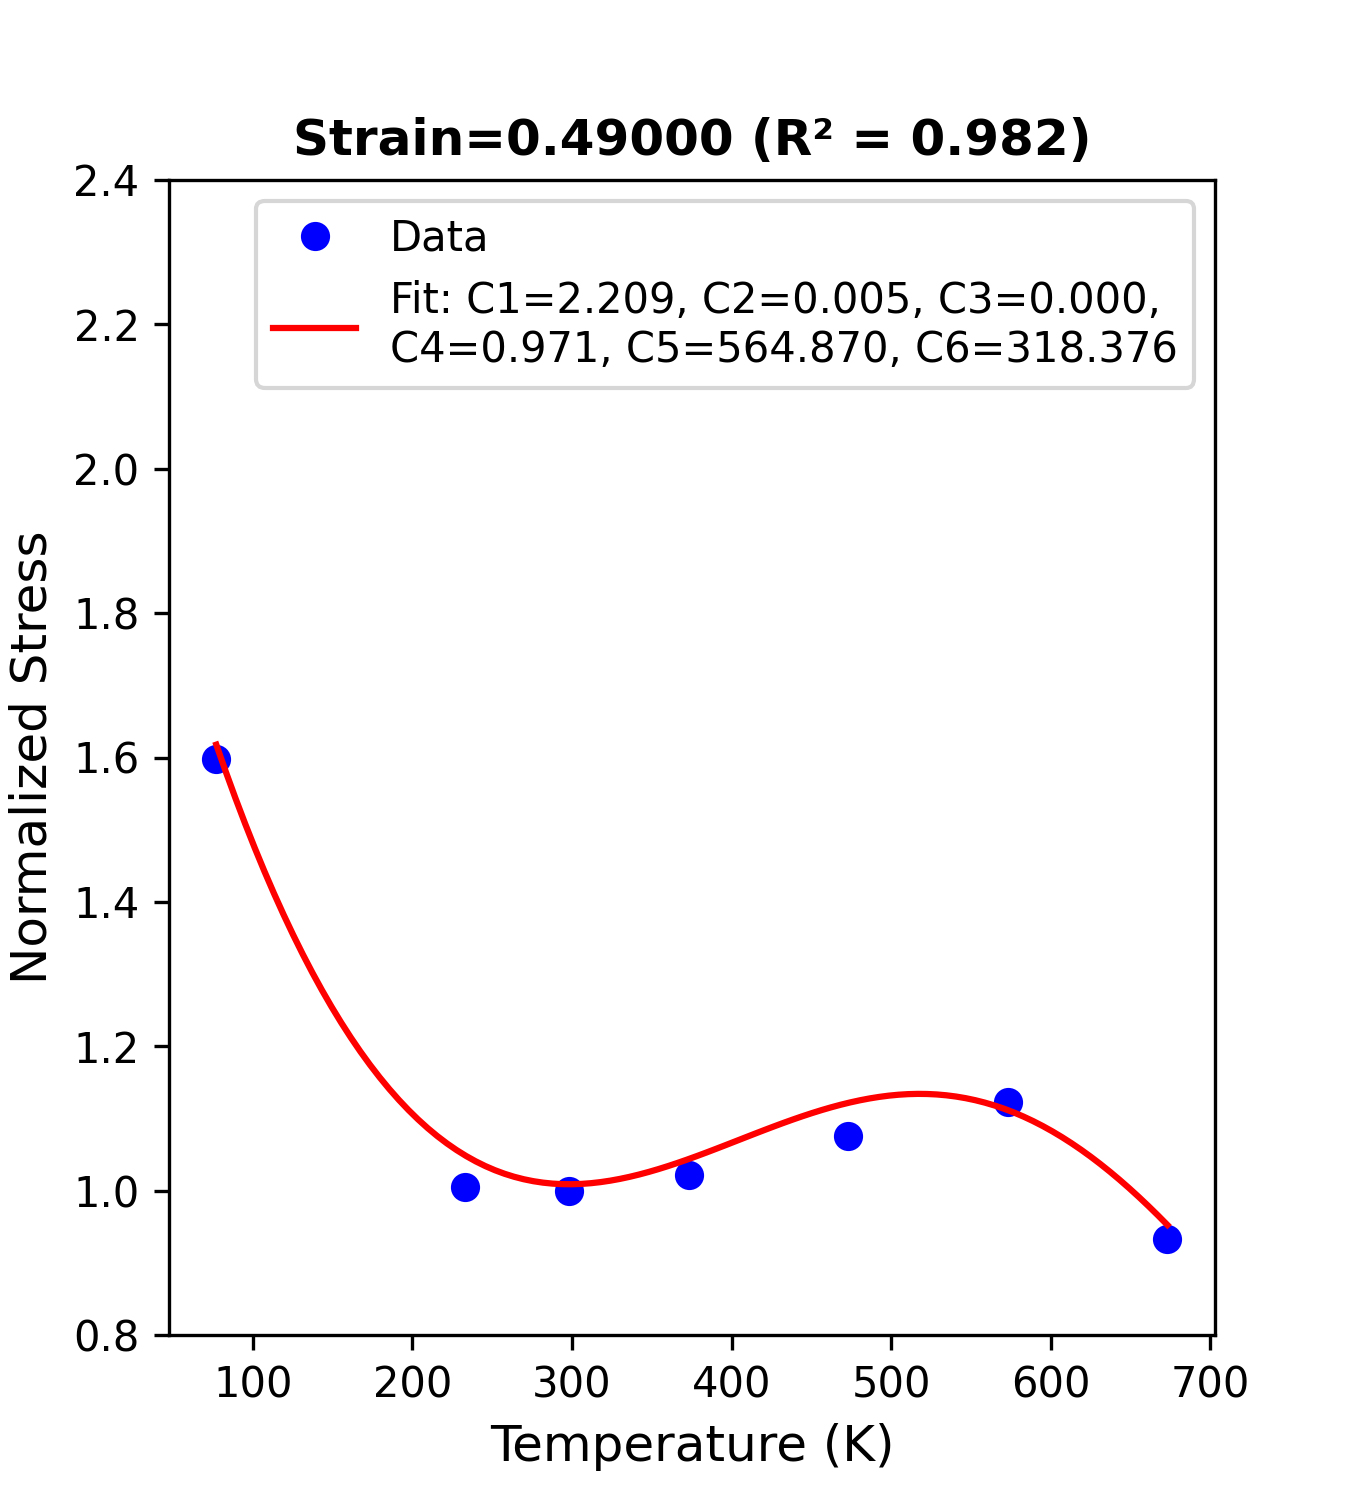 Strain=0.49000 (R² = 0.982)
Data
Fit: C1=2.209, C2=0.005, C3=0.000,
C4=0.971, C5=564.870, C6=318.376
2.4
2.2
2.0
1.8
1.6
1.4
1.2
1.0
0.8
Normalized Stress
100 200 300 400 500 600 700
Temperature (K)